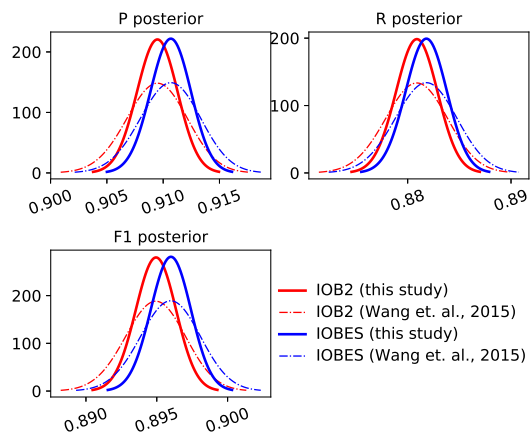 P posterior
R posterior
200
100
0
0.900
0.905
0.910
0.915
200
100
0
0.88
0.89
F1 posterior
200
100
0
0.890
0.895
0.900
IOB2 (this study)
IOB2 (Wang et. al., 2015)
IOBES (this study)
IOBES (Wang et. al., 2015)